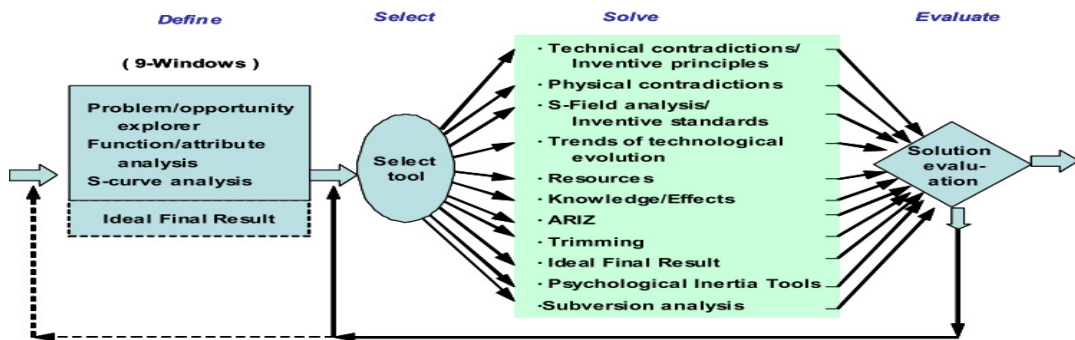 Define
Select
Solve
Evaluate
( 9-Windows )
Problem/opportunity
explorer
Function/attribute
analysis
S-curve analysis
Ideal Final Result
Select
tool
· Technical contradictions/
Inventive principles
· Physical contradictions
· S-Field analysis/
Inventive standards
· Trends of technological
evolution
· Resources
· Knowledge/Effects
· ARIZ
· Trimming
· Ideal Final Result
· Psychological Inertia Tools
·Subversion analysis
Solution
evalu-
ation